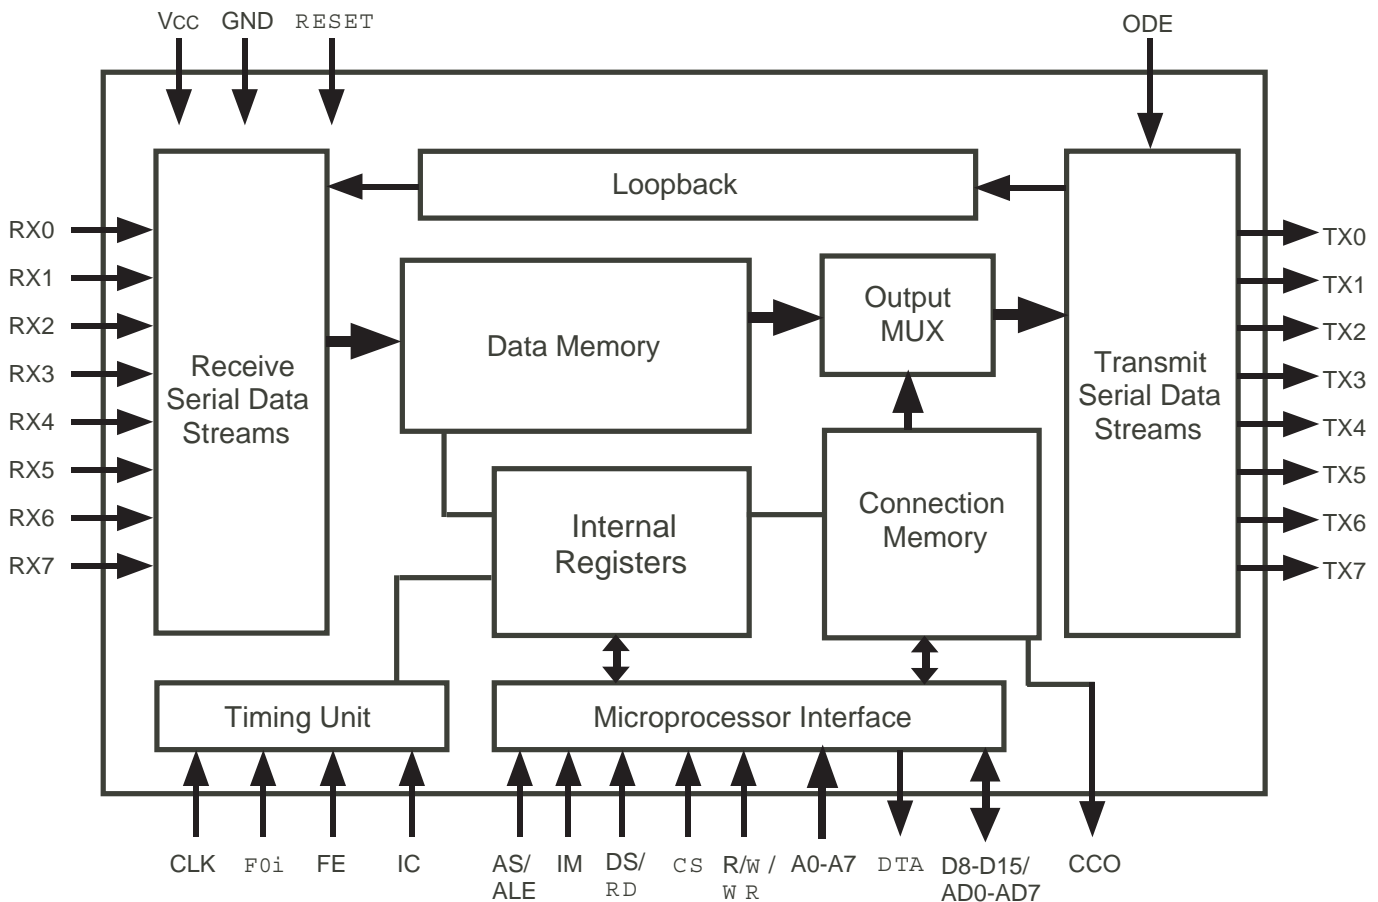 Vcc GND RESET ODE
Loopback
RX0
RX1
RX2
RX3
RX4
RX5
RX6
RX7
Receive
Serial Data
Streams
Data Memory
Output
MUX
Transmit
Serial Data
Streams
TX0
TX1
TX2
TX3
TX4
TX5
TX6
TX7
Internal
Registers
Connection
Memory
Timing Unit
Microprocessor Interface
CLK
F0i
FE
IC
AS/
ALE
IM
DS/
RD
CS
R/W /
W R
A0-A7
DTA
D8-D15/
AD0-AD7
CCO